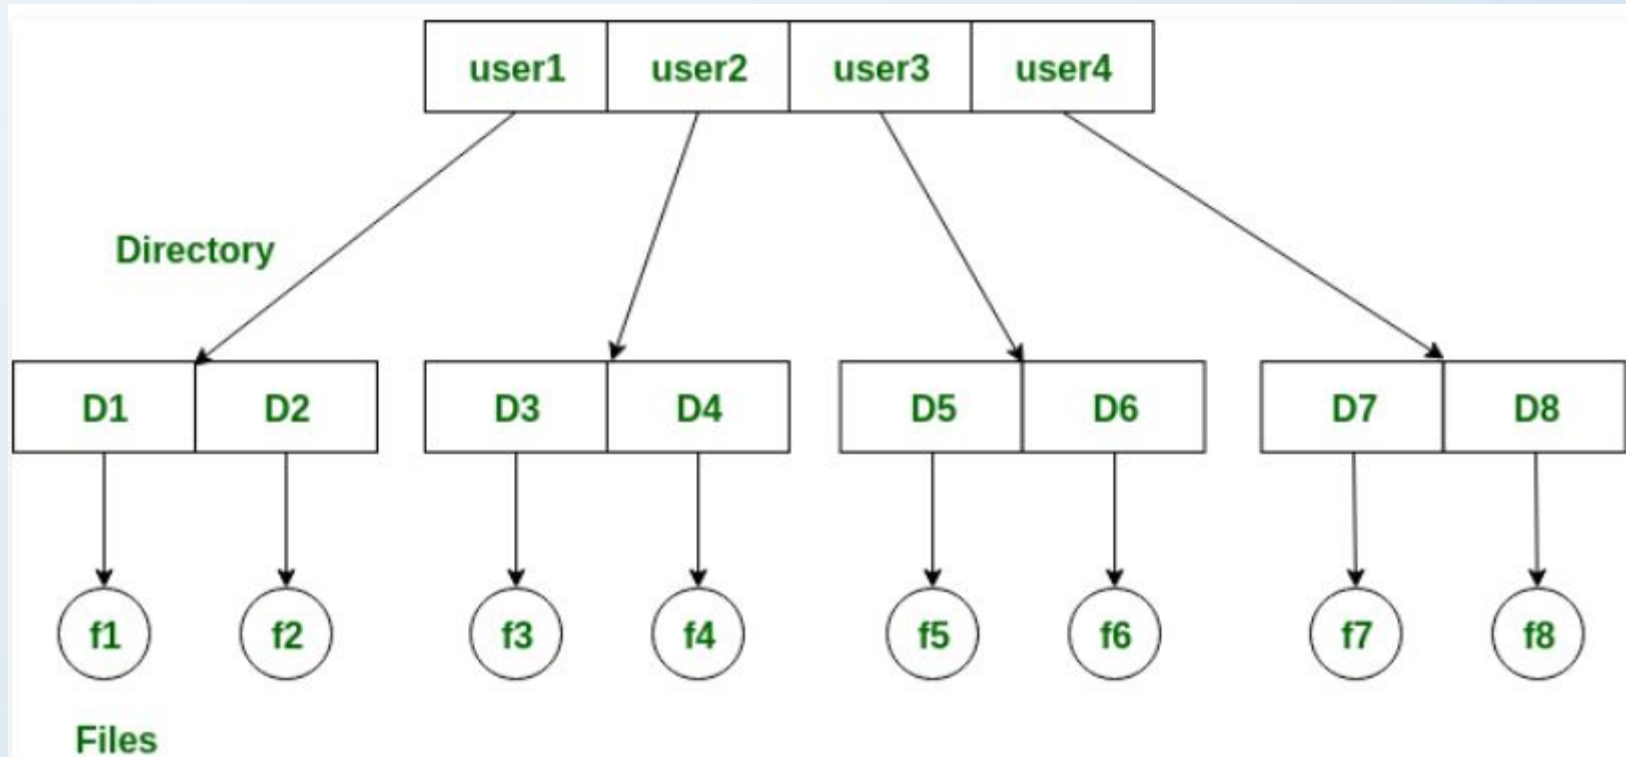 user1 user2 user3 user4
Directory
D1 D2 D3 D4 D5 D6 D7 D8
f1 f2 f3 f4 f5 f6 f7 f8
Files